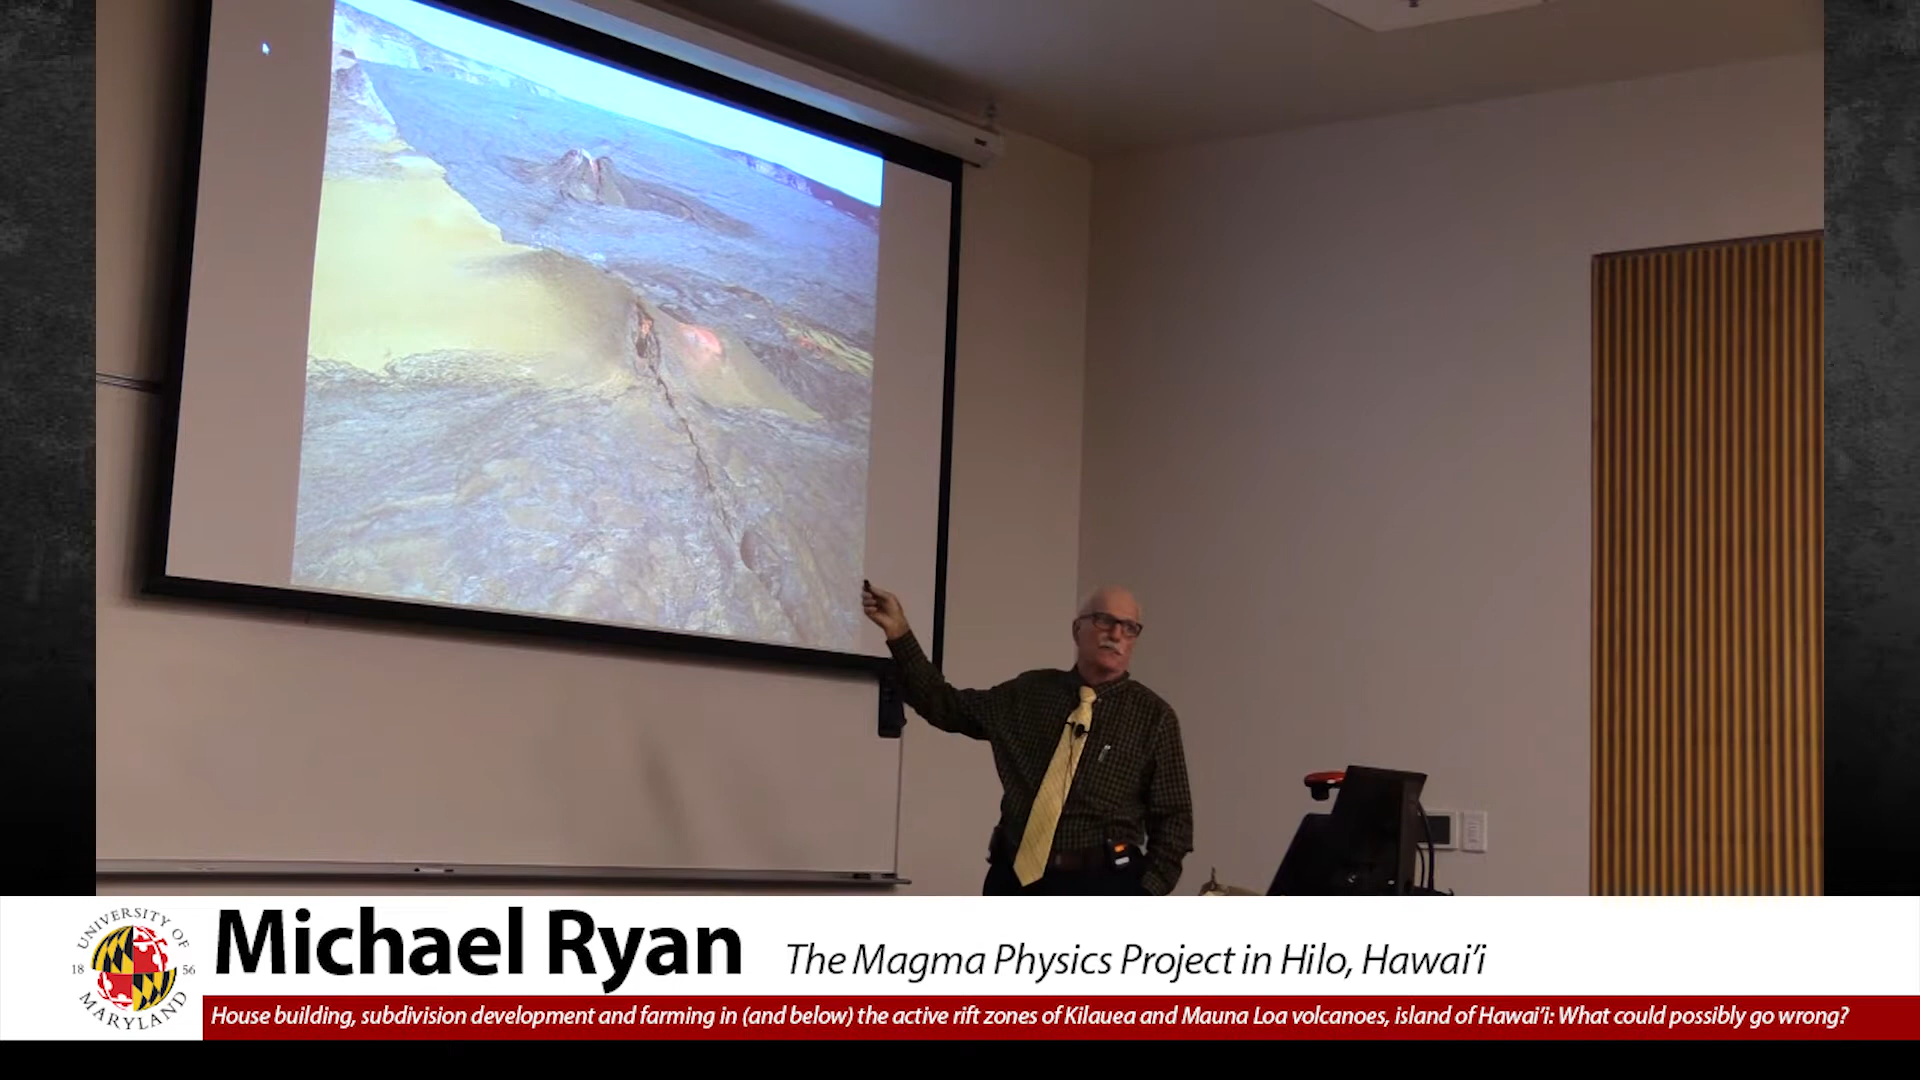 UNIVERSITY OF
18 56
MARYLAND
Michael Ryan
The Magma Physics Project in Hilo, Hawai‘i
House building, subdivision development and farming in (and below) the active rift zones of Kilauea and Mauna Loa volcanoes, island of Hawai‘i: What could possibly go wrong?